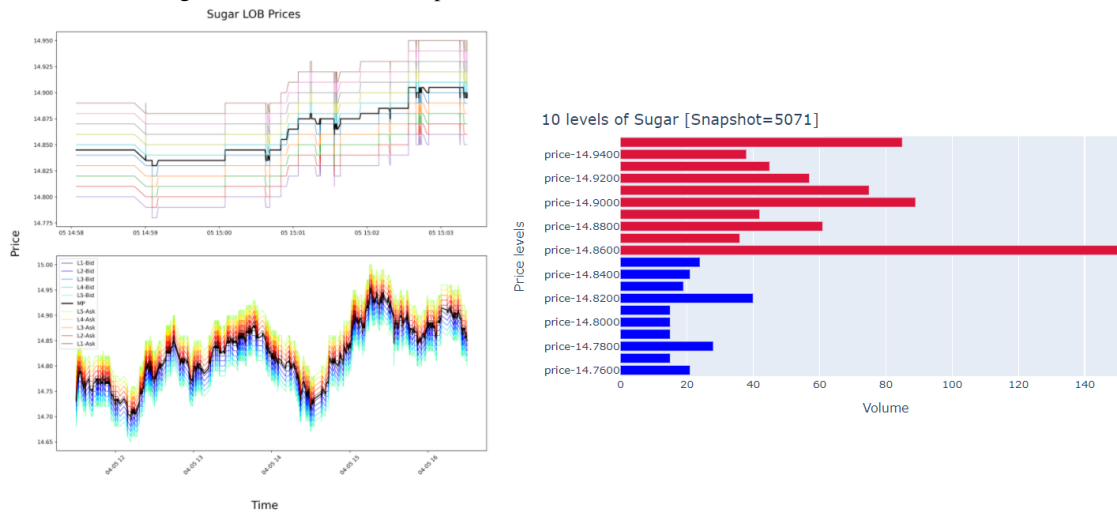 Sugar LOB Prices
14.950
14.925
14.900
14.875
14.850
14.825
14.800
14.775
05 14:58
05 14:59
05 15:00
05 15:01
05 15:02
05 15:03
Price
15.00
14.95
14.90
14.85
14.80
14.75
14.70
14.65
L1-Bid
L2-Bid
L3-Bid
L4-Bid
L5-Bid
MP
L5-Ask
L4-Ask
L3-Ask
L2-Ask
L1-Ask
04-05 12
04-05 13
04-05 14
04-05 15
04-05 16
Time
10 levels of Sugar [Snapshot=5071]
Price levels
price-14.9400
price-14.9200
price-14.9000
price-14.8800
price-14.8600
price-14.8400
price-14.8200
price-14.8000
price-14.7800
price-14.7600
0
20
40
60
80
100
120
140
Volume